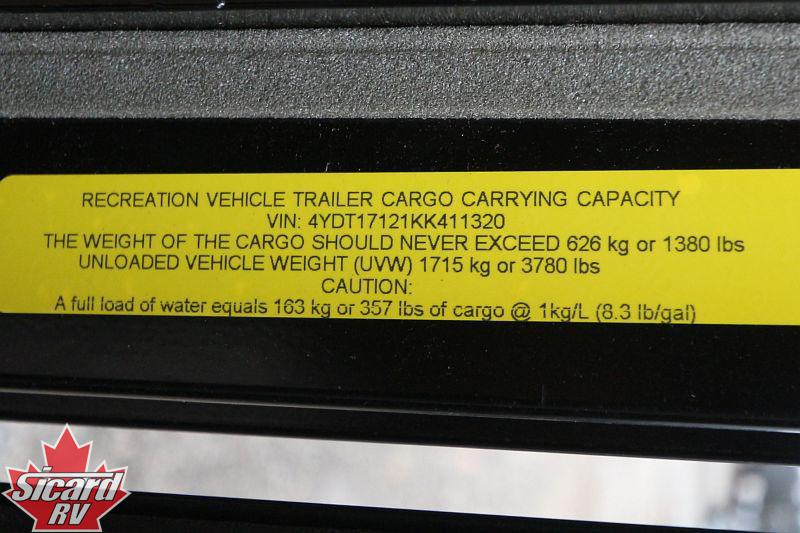 RECREATION VEHICLE TRAILER CARGO CARRYING CAPACITY
VIN: 4YDT17121KK411320
THE WEIGHT OF THE CARGO SHOULD NEVER EXCEED 626 kg or 1380 lbs
UNLOADED VEHICLE WEIGHT (UVW) 1715 kg or 3780 lbs
CAUTION:
A full load of water equals 163 kg or 357 lbs of cargo @ 1kg/L (8.3 lb/gal)
Sicard
RV